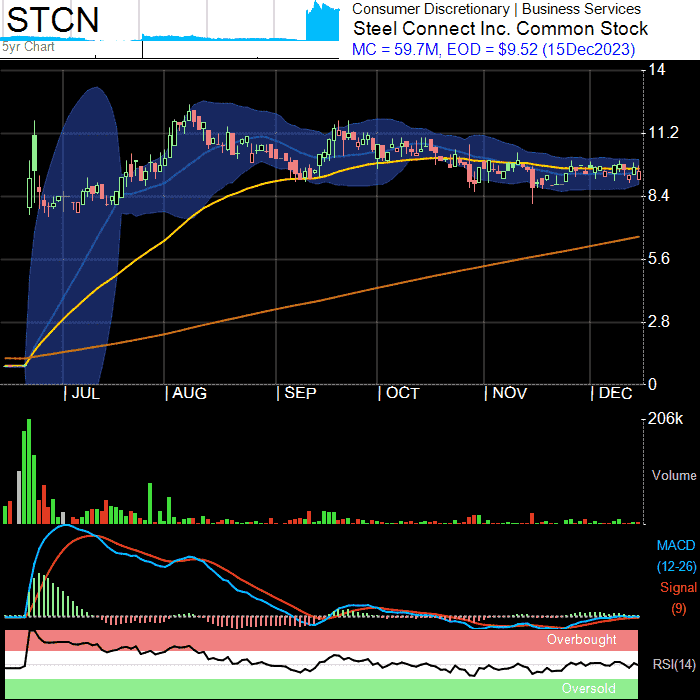 STCN
5yr Chart
Consumer Discretionary | Business Services
Steel Connect Inc. Common Stock
MC = 59.7M, EOD = $9.52 (15Dec2023)
14
11.2
8.4
5.6
2.8
0
JUL AUG SEP OCT NOV DEC
206k
Volume
MACD
(12-26)
Signal
(9)
Overbought
RSI(14)
Oversold